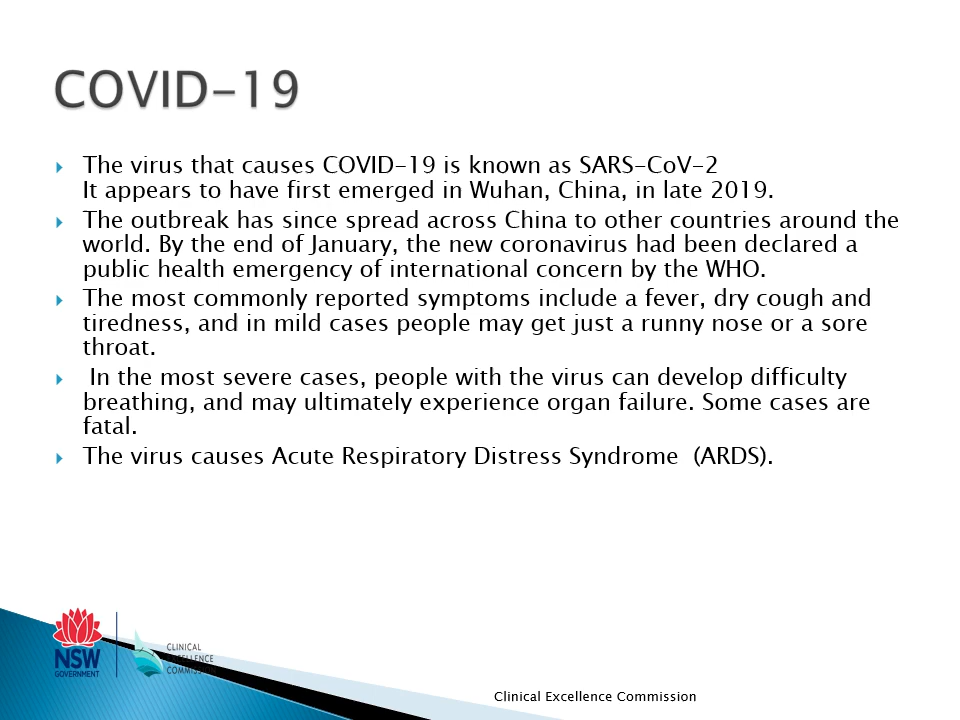 COVID-19
The virus that causes COVID-19 is known as SARS-CoV-2
It appears to have first emerged in Wuhan, China, in late 2019.
The outbreak has since spread across China to other countries around the
world. By the end of January, the new coronavirus had been declared a
public health emergency of international concern by the WHO.
The most commonly reported symptoms include a fever, dry cough and
tiredness, and in mild cases people may get just a runny nose or a sore
throat.
In the most severe cases, people with the virus can develop difficulty
breathing, and may ultimately experience organ failure. Some cases are
fatal.
The virus causes Acute Respiratory Distress Syndrome (ARDS).
NSW
GOVERNMENT
CLINICAL
EXCELLENCE
COMMISSION
Clinical Excellence Commission